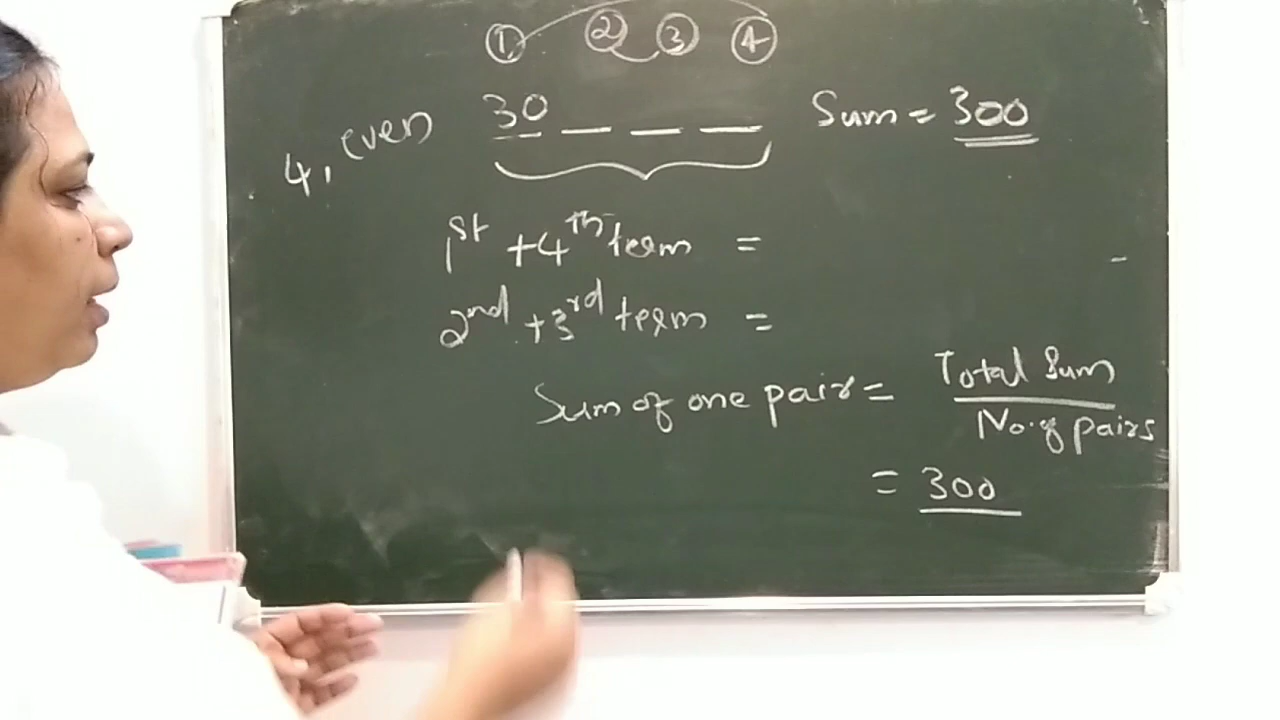 1 2 3 4
4, even 30 _ _ _ Sum = 300
1st + 4th term =
2nd + 3rd term =
Sum of one pair = Total Sum / No. of pairs
= 300